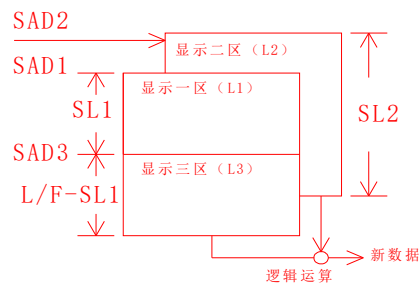 SAD2
显示二区（L2）
SAD1
显示一区（L1）
SL1
SL2
SAD3
显示三区（L3）
L/F-SL1
新数据
逻辑运算